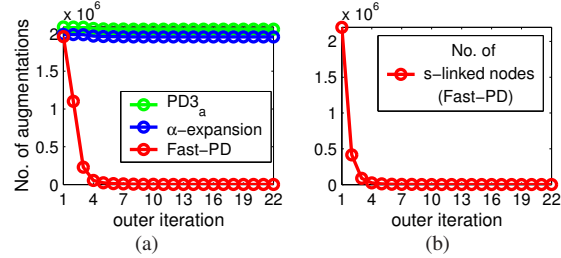 x 10^6
No. of augmentations
2
1.5
1
0.5
0
PD3_a
α−expansion
Fast−PD
1 4 7 10 13 16 19 22
outer iteration
(a)
x 10^6
2
1.5
1
0.5
0
No. of
s−linked nodes
(Fast−PD)
1 4 7 10 13 16 19 22
outer iteration
(b)